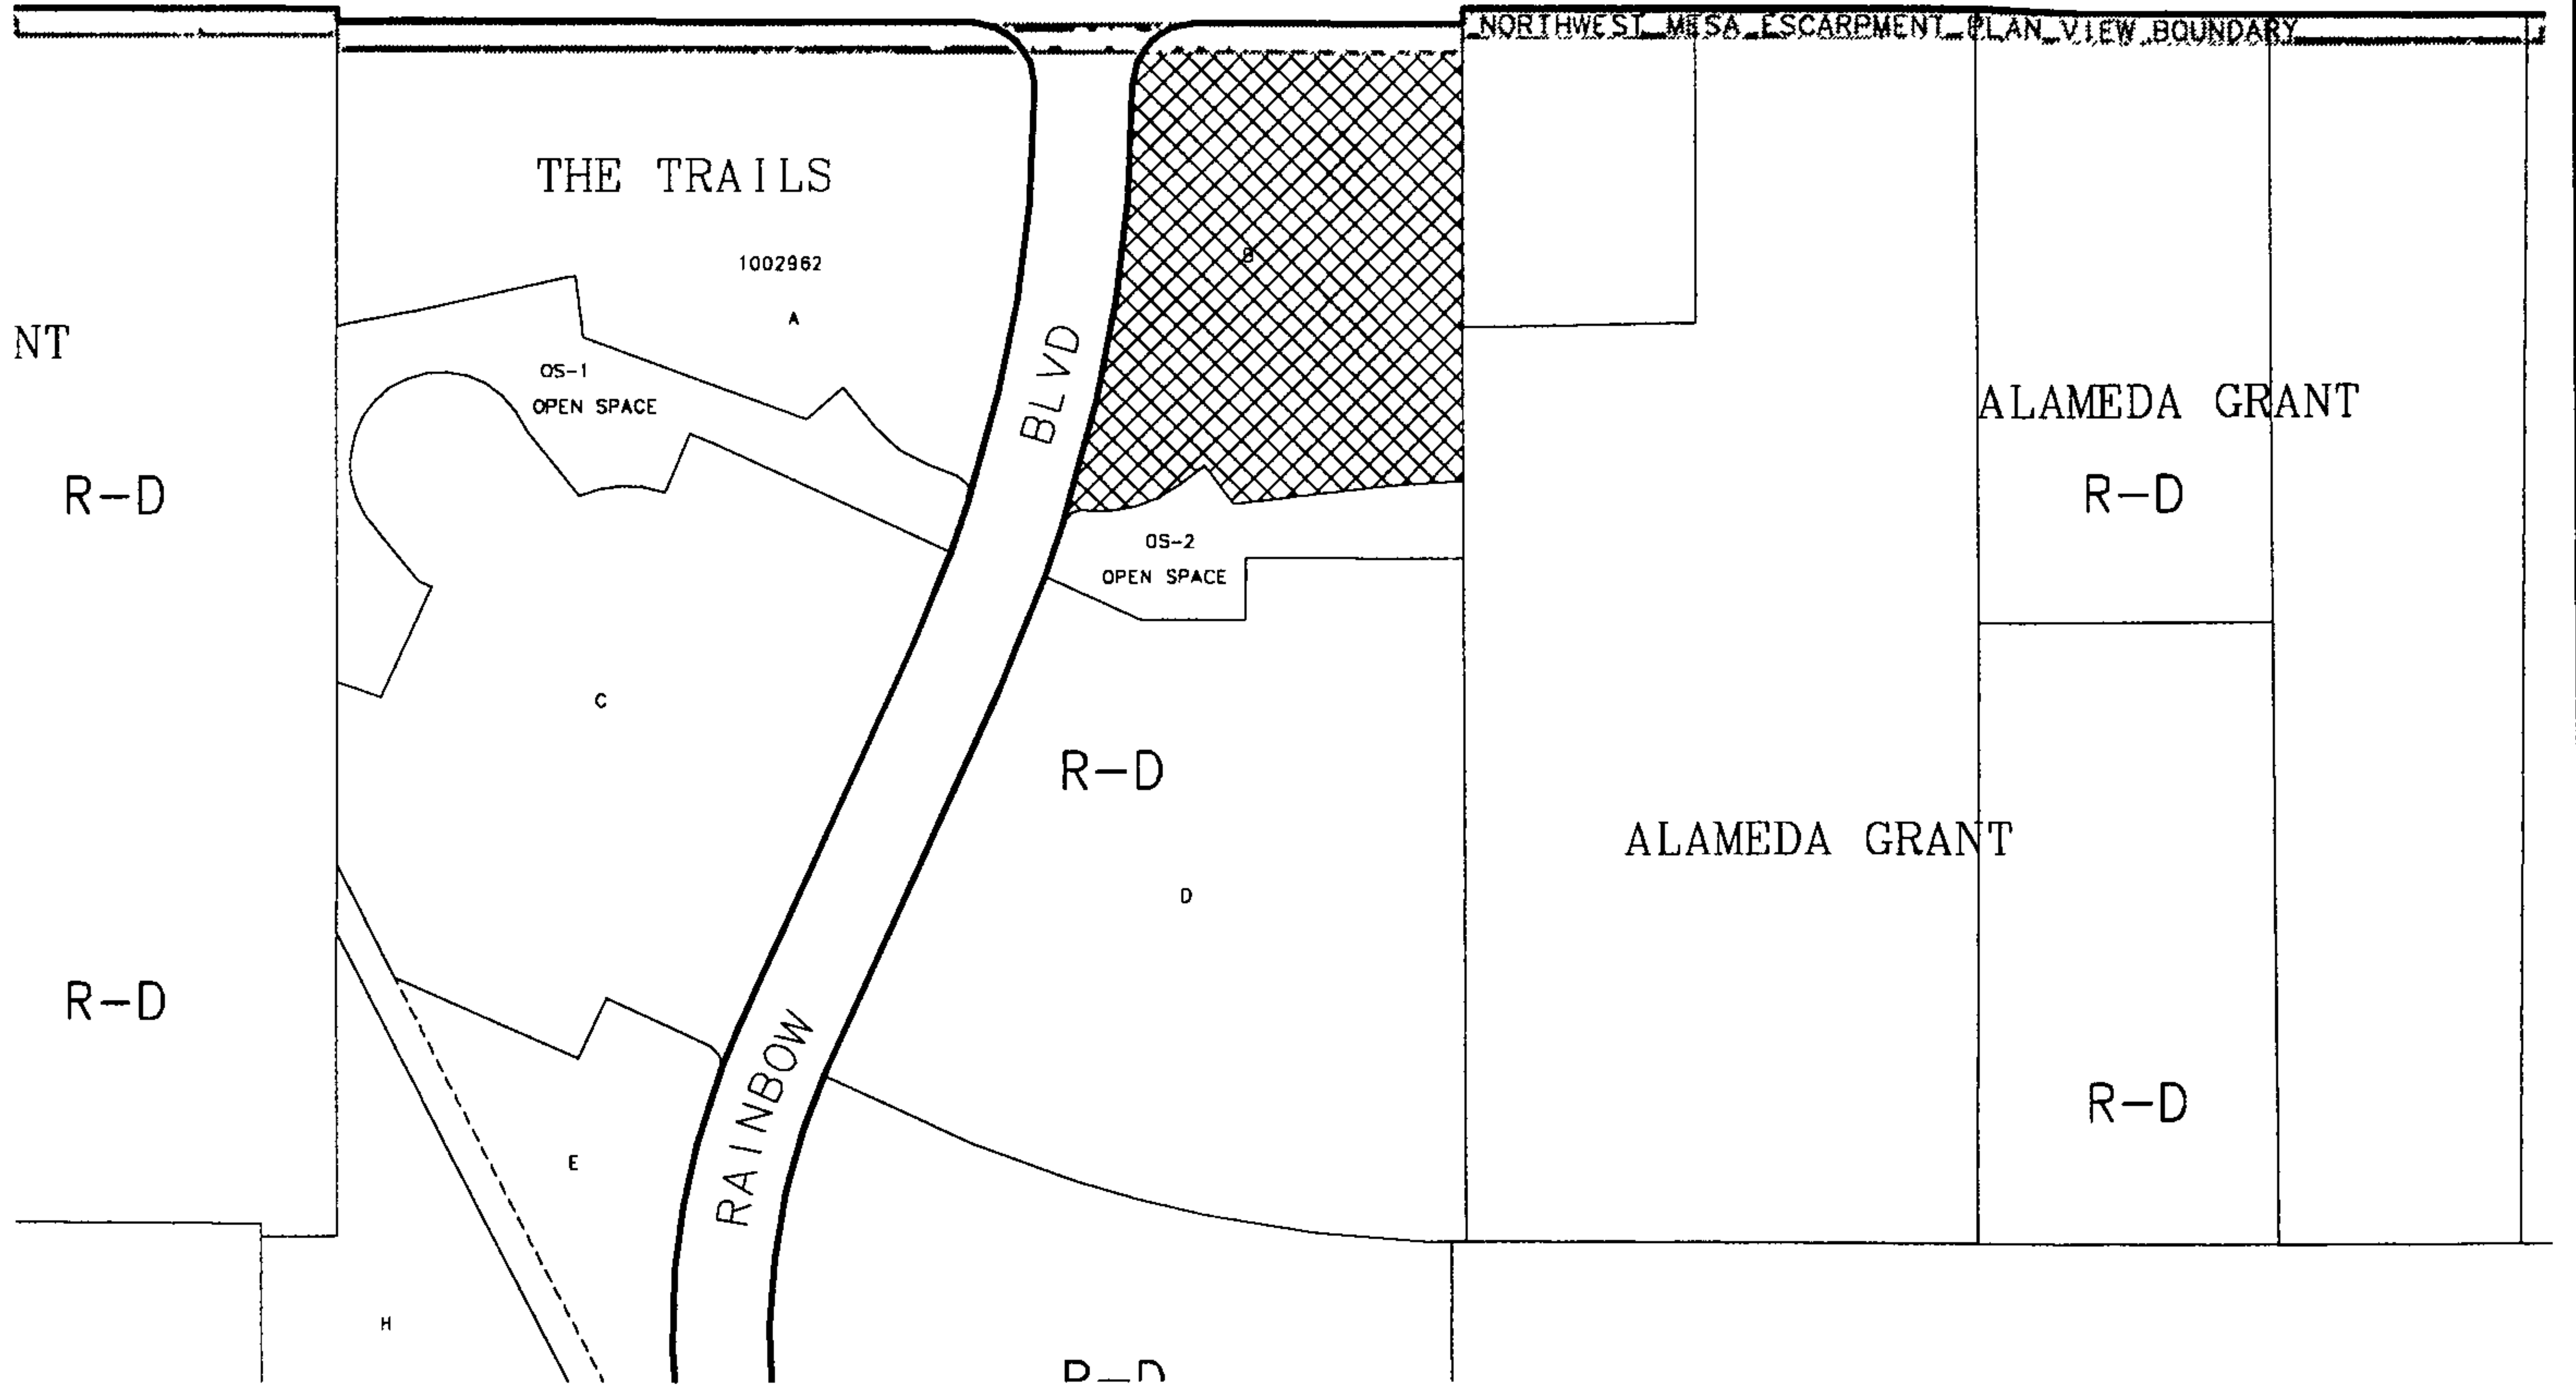 NORTHWEST MESA ESCARPMENT PLAN VIEW BOUNDARY
THE TRAILS
1002962
A
B
NT
OS-1
OPEN SPACE
BLVD
ALAMEDA GRANT
R-D
R-D
OS-2
OPEN SPACE
C
R-D
ALAMEDA GRANT
D
R-D
RAINBOW
R-D
E
H
R-D